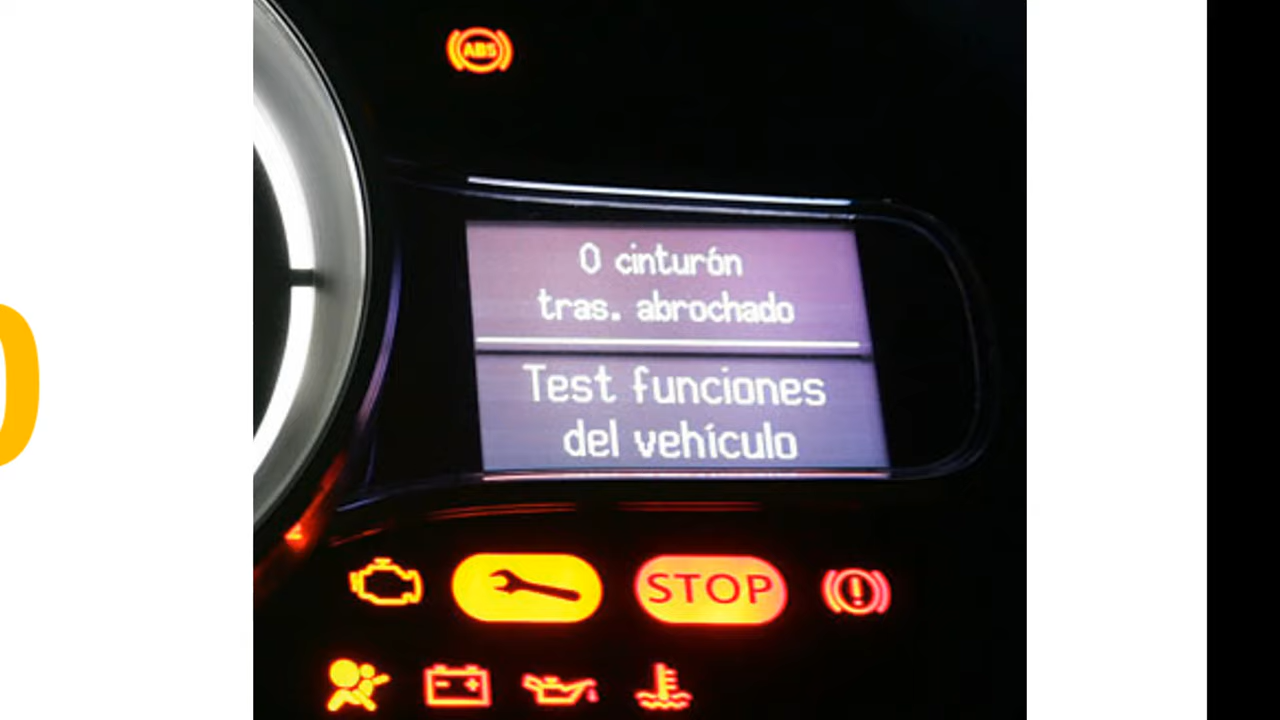 ABS
0 cinturón
tras. abrochado
Test funciones
del vehículo
STOP